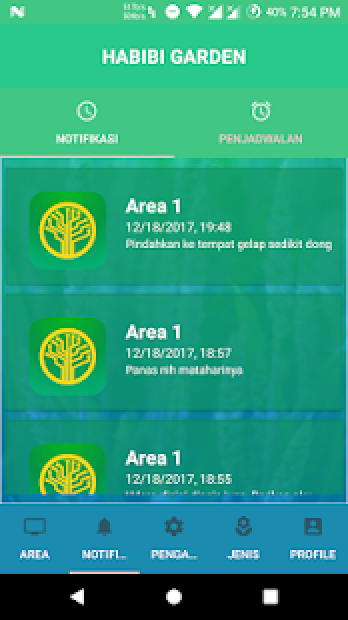 40% 7:54 PM
HABIBI GARDEN
NOTIFIKASI
PENJADWALAN
Area 1
12/18/2017, 19:48
Pindahkan ke tempat gelap sedikit dong
Area 1
12/18/2017, 18:57
Panas nih mataharinya
Area 1
12/18/2017, 18:55
AREA
NOTIFI...
PENGA...
JENIS
PROFILE